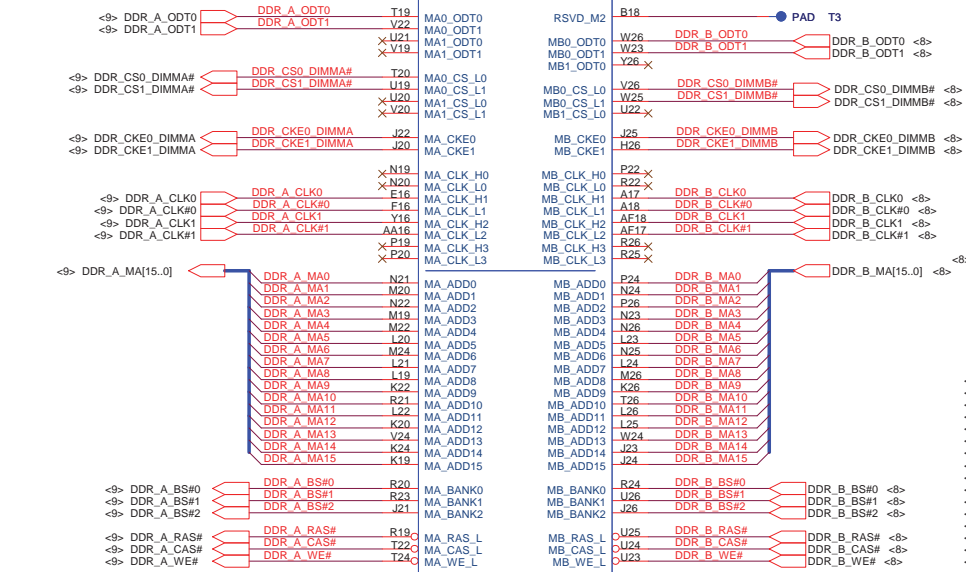 <9> DDR_A_ODT0 DDR_A_ODT0 T19 MA0_ODT0 RSVD_M2 B18 PAD T3
<9> DDR_A_ODT1 DDR_A_ODT1 V22 MA0_ODT1
U21 MA1_ODT0 MB0_ODT0 W26 DDR_B_ODT0 DDR_B_ODT0 <8>
V19 MA1_ODT1 MB0_ODT1 W23 DDR_B_ODT1 DDR_B_ODT1 <8>
MB1_ODT0 Y26
<9> DDR_CS0_DIMMA# DDR_CS0_DIMMA# T20 MA0_CS_L0
<9> DDR_CS1_DIMMA# DDR_CS1_DIMMA# U19 MA0_CS_L1 MB0_CS_L0 V26 DDR_CS0_DIMMB# DDR_CS0_DIMMB# <8>
U20 MA1_CS_L0 MB0_CS_L1 W25 DDR_CS1_DIMMB# DDR_CS1_DIMMB# <8>
V20 MA1_CS_L1 MB1_CS_L0 U22
<9> DDR_CKE0_DIMMA DDR_CKE0_DIMMA J22 MA_CKE0 MB_CKE0 J25 DDR_CKE0_DIMMB DDR_CKE0_DIMMB <8>
<9> DDR_CKE1_DIMMA DDR_CKE1_DIMMA J20 MA_CKE1 MB_CKE1 H26 DDR_CKE1_DIMMB DDR_CKE1_DIMMB <8>
N19 MA_CLK_H0 MB_CLK_H0 P22
N20 MA_CLK_L0 MB_CLK_L0 R22
<9> DDR_A_CLK0 DDR_A_CLK0 E16 MA_CLK_H1 MB_CLK_H1 A17 DDR_B_CLK0 DDR_B_CLK0 <8>
<9> DDR_A_CLK#0 DDR_A_CLK#0 F16 MA_CLK_L1 MB_CLK_L1 A18 DDR_B_CLK#0 DDR_B_CLK#0 <8>
<9> DDR_A_CLK1 DDR_A_CLK1 Y16 MA_CLK_H2 MB_CLK_H2 AF18 DDR_B_CLK1 DDR_B_CLK1 <8>
<9> DDR_A_CLK#1 DDR_A_CLK#1 AA16 MA_CLK_L2 MB_CLK_L2 AF17 DDR_B_CLK#1 DDR_B_CLK#1 <8>
P19 MA_CLK_H3 MB_CLK_H3 R26
P20 MA_CLK_L3 MB_CLK_L3 R25
<9> DDR_A_MA[15..0] DDR_B_MA[15..0] <8>
DDR_A_MA0 N21 MA_ADD0 MB_ADD0 P24 DDR_B_MA0
DDR_A_MA1 M20 MA_ADD1 MB_ADD1 N24 DDR_B_MA1
DDR_A_MA2 N22 MA_ADD2 MB_ADD2 P26 DDR_B_MA2
DDR_A_MA3 M19 MA_ADD3 MB_ADD3 N23 DDR_B_MA3
DDR_A_MA4 M22 MA_ADD4 MB_ADD4 N26 DDR_B_MA4
DDR_A_MA5 L20 MA_ADD5 MB_ADD5 L23 DDR_B_MA5
DDR_A_MA6 M24 MA_ADD6 MB_ADD6 N25 DDR_B_MA6
DDR_A_MA7 L21 MA_ADD7 MB_ADD7 L24 DDR_B_MA7
DDR_A_MA8 L19 MA_ADD8 MB_ADD8 M26 DDR_B_MA8
DDR_A_MA9 K22 MA_ADD9 MB_ADD9 K26 DDR_B_MA9
DDR_A_MA10 R21 MA_ADD10 MB_ADD10 T26 DDR_B_MA10
DDR_A_MA11 L22 MA_ADD11 MB_ADD11 L26 DDR_B_MA11
DDR_A_MA12 K20 MA_ADD12 MB_ADD12 L25 DDR_B_MA12
DDR_A_MA13 V24 MA_ADD13 MB_ADD13 W24 DDR_B_MA13
DDR_A_MA14 K24 MA_ADD14 MB_ADD14 J23 DDR_B_MA14
DDR_A_MA15 K19 MA_ADD15 MB_ADD15 J24 DDR_B_MA15
<9> DDR_A_BS#0 DDR_A_BS#0 R20 MA_BANK0 MB_BANK0 R24 DDR_B_BS#0 DDR_B_BS#0 <8>
<9> DDR_A_BS#1 DDR_A_BS#1 R23 MA_BANK1 MB_BANK1 U26 DDR_B_BS#1 DDR_B_BS#1 <8>
<9> DDR_A_BS#2 DDR_A_BS#2 J21 MA_BANK2 MB_BANK2 J26 DDR_B_BS#2 DDR_B_BS#2 <8>
<9> DDR_A_RAS# DDR_A_RAS# R19 MA_RAS_L MB_RAS_L U25 DDR_B_RAS# DDR_B_RAS# <8>
<9> DDR_A_CAS# DDR_A_CAS# T22 MA_CAS_L MB_CAS_L U24 DDR_B_CAS# DDR_B_CAS# <8>
<9> DDR_A_WE# DDR_A_WE# T24 MA_WE_L MB_WE_L U23 DDR_B_WE# DDR_B_WE# <8>